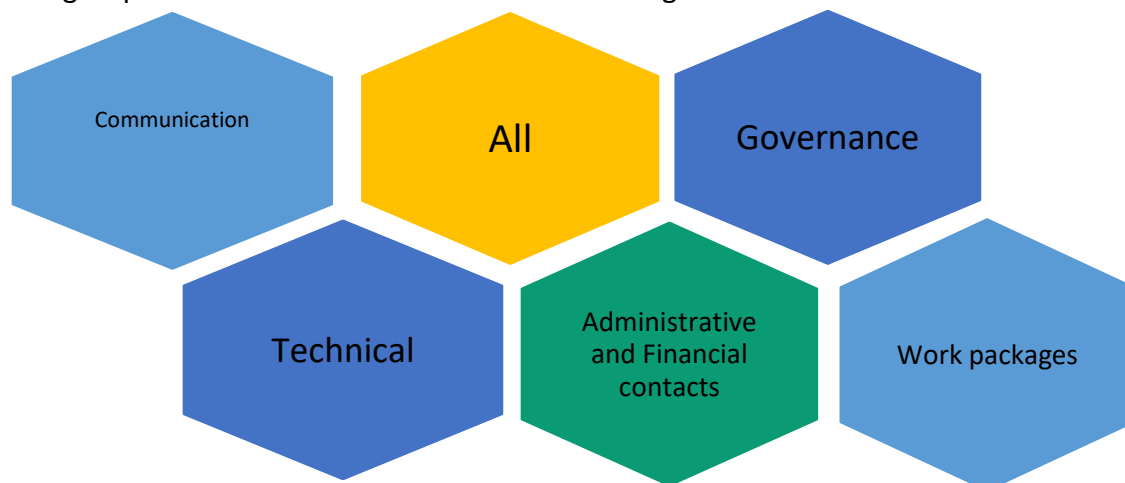 Communication
All
Governance
Technical
Administrative
and Financial
contacts
Work packages